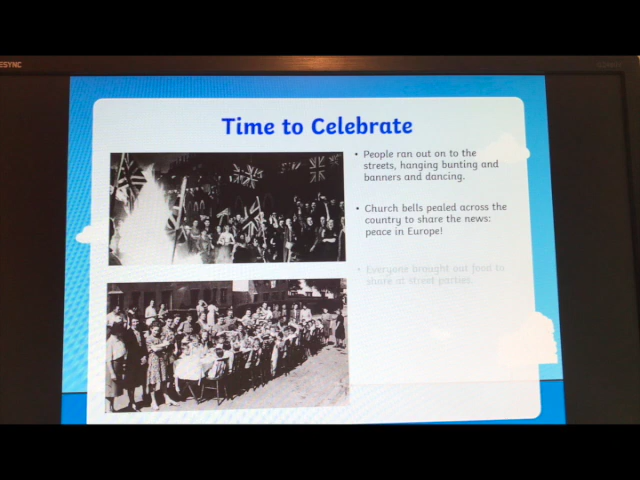 ESYNC
Time to Celebrate
• People ran out on to the
streets, hanging bunting and
banners and dancing.
• Church bells pealed across the
country to share the news:
peace in Europe!
• Everyone brought out food to
share at street parties.